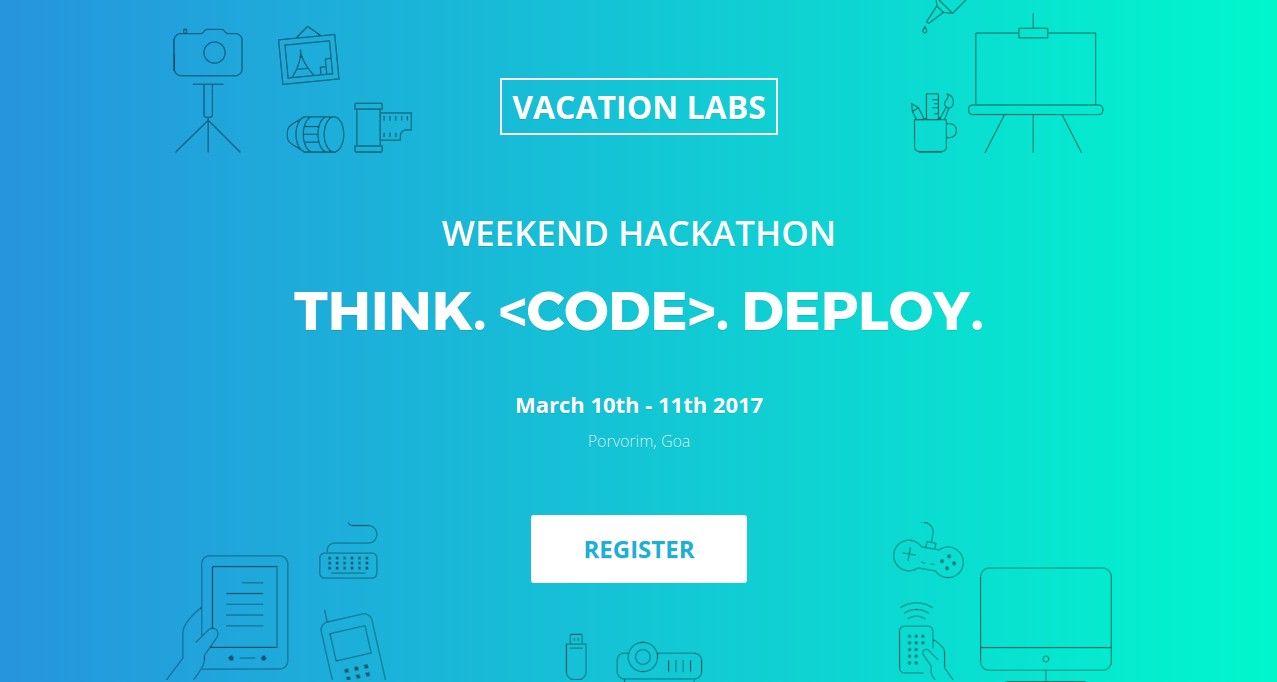 VACATION LABS
WEEKEND HACKATHON
THINK. <CODE>. DEPLOY.
March 10th - 11th 2017
Porvorim, Goa
REGISTER